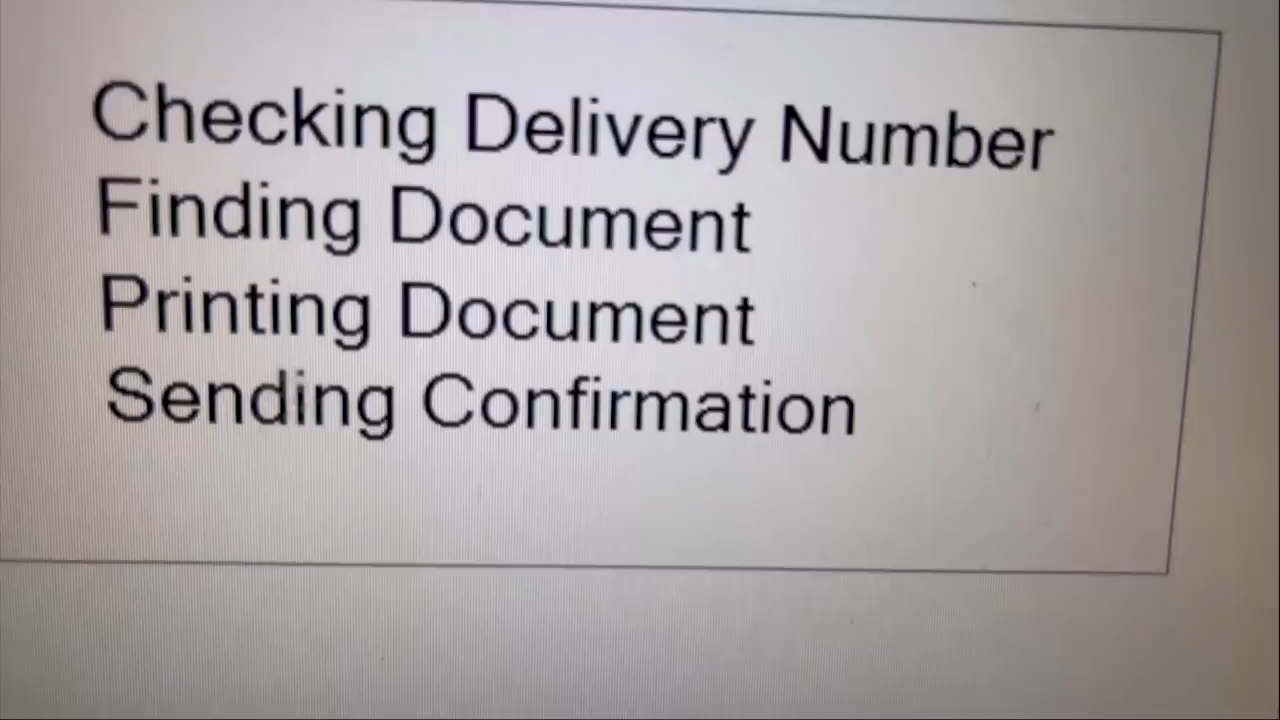 Checking Delivery Number
Finding Document
Printing Document
Sending Confirmation